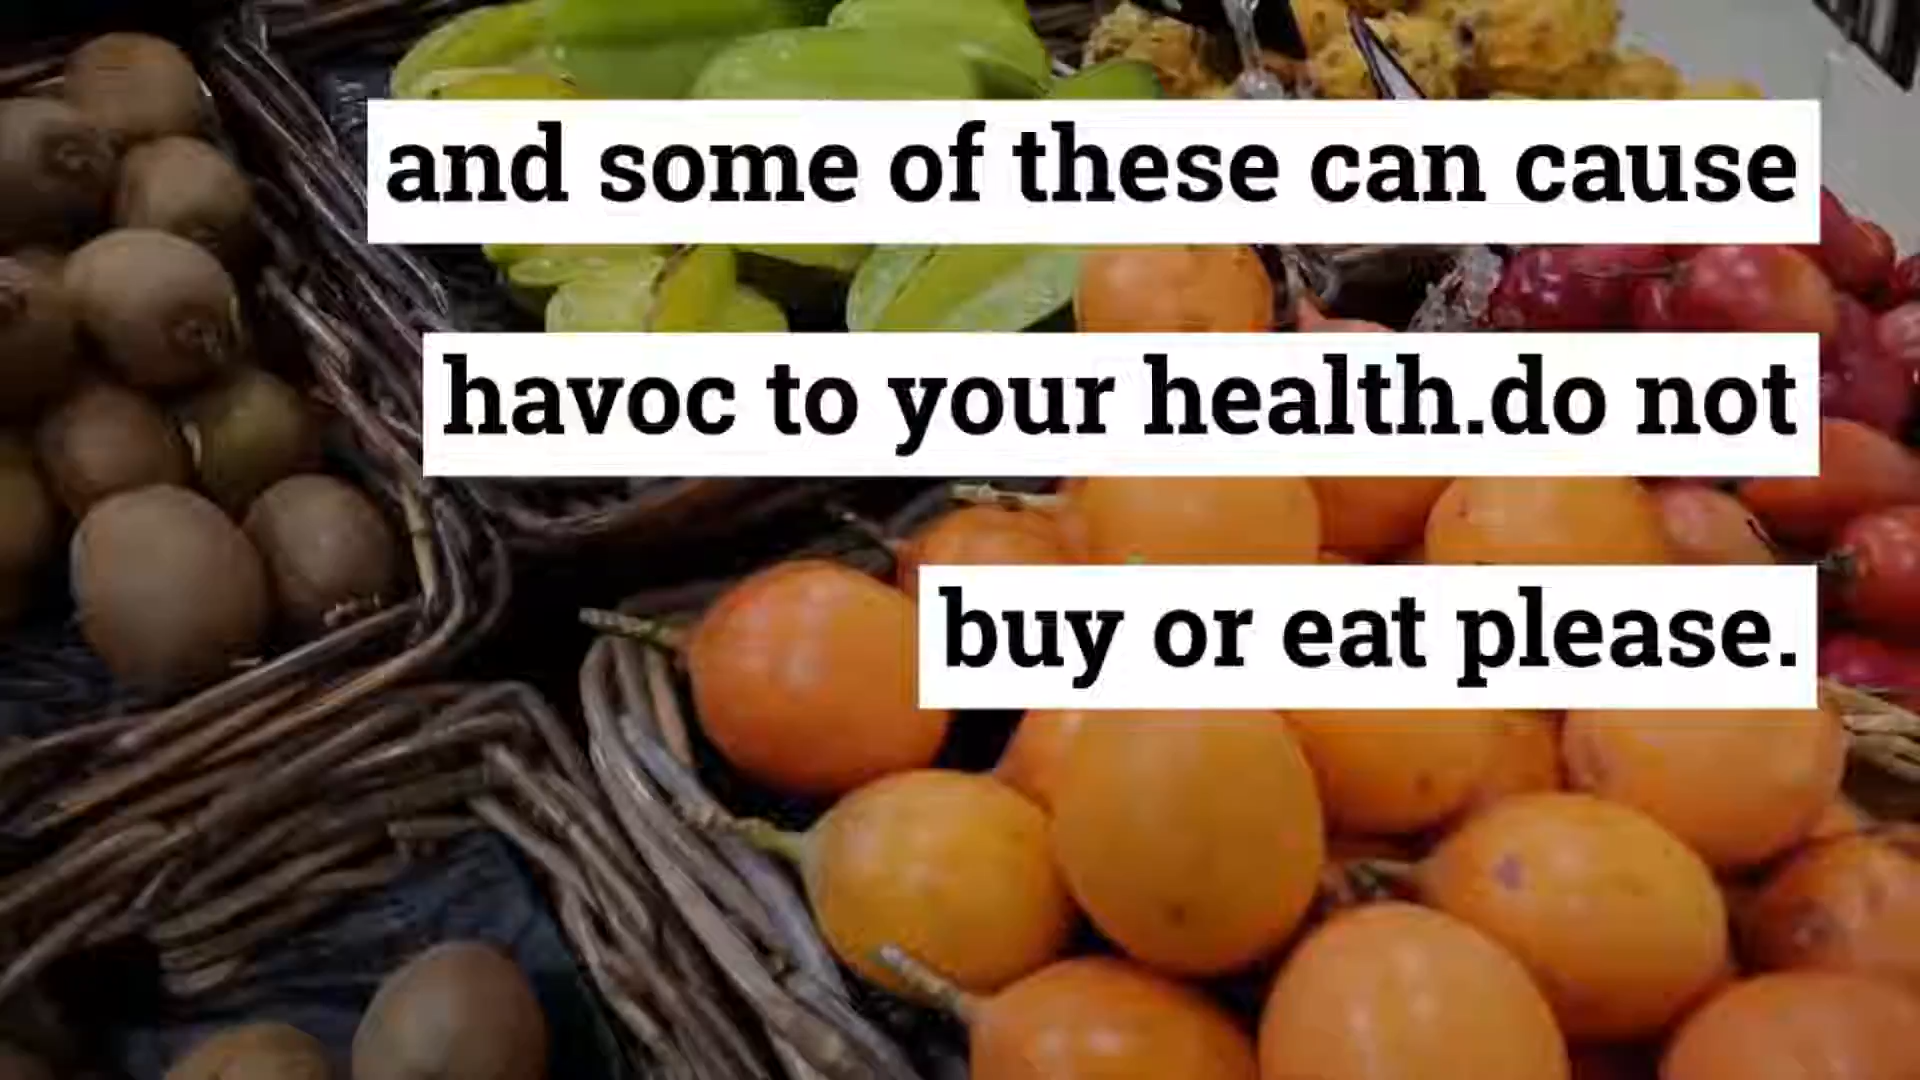 and some of these can cause
havoc to your health.do not
buy or eat please.